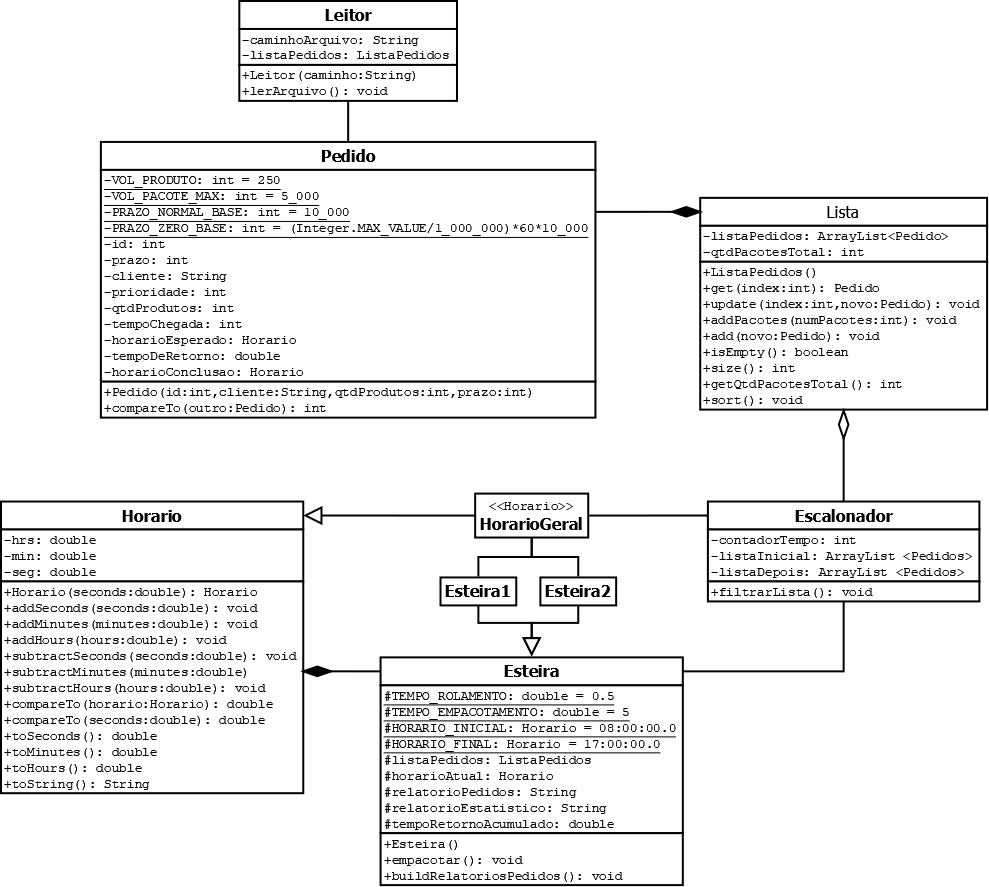 Leitor
-caminhoArquivo: String
-listaPedidos: ListaPedidos
+Leitor(caminho:String)
+lerArquivo(): void
Pedido
-VOL_PRODUTO: int = 250
-VOL_PACOTE_MAX: int = 5_000
-PRAZO_NORMAL_BASE: int = 10_000
-PRAZO_ZERO_BASE: int = (Integer.MAX_VALUE/1_000_000)*60*10_000
-id: int
-prazo: int
-cliente: String
-prioridade: int
-qtdProdutos: int
-tempoChegada: int
-horarioEsperado: Horario
-tempoDeRetorno: double
-horarioConclusao: Horario
+Pedido(id:int,cliente:String,qtdProdutos:int,prazo:int)
+compareTo(outro:Pedido): int
Lista
-listaPedidos: ArrayList<Pedido>
-qtdPacotesTotal: int
+ListaPedidos()
+get(index:int): Pedido
+update(index:int,novo:Pedido): void
+addPacotes(numPacotes:int): void
+add(novo:Pedido): void
+isEmpty(): boolean
+size(): int
+getQtdPacotesTotal(): int
+sort(): void
Horario
-hrs: double
-min: double
-seg: double
+Horario(seconds:double): Horario
+addSeconds(seconds:double): void
+addMinutes(minutes:double): void
+addHours(hours:double): void
+subtractSeconds(seconds:double): void
+subtractMinutes(minutes:double)
+subtractHours(hours:double): void
+compareTo(horario:Horario): double
+compareTo(seconds:double): double
+toSeconds(): double
+toMinutes(): double
+toHours(): double
+toString(): String
<<Horario>>
HorarioGeral
Esteira1
Esteira2
Escalonador
-contadorTempo: int
-listaInicial: ArrayList <Pedidos>
-listaDepois: ArrayList <Pedidos>
+filtrarLista(): void
Esteira
#TEMPO_ROLAMENTO: double = 0.5
#TEMPO_EMPACOTAMENTO: double = 5
#HORARIO_INICIAL: Horario = 08:00:00.0
#HORARIO_FINAL: Horario = 17:00:00.0
#listaPedidos: ListaPedidos
#horarioAtual: Horario
#relatorioPedidos: String
#relatorioEstatistico: String
#tempoRetornoAcumulado: double
+Esteira()
+empacotar(): void
+buildRelatoriosPedidos(): void